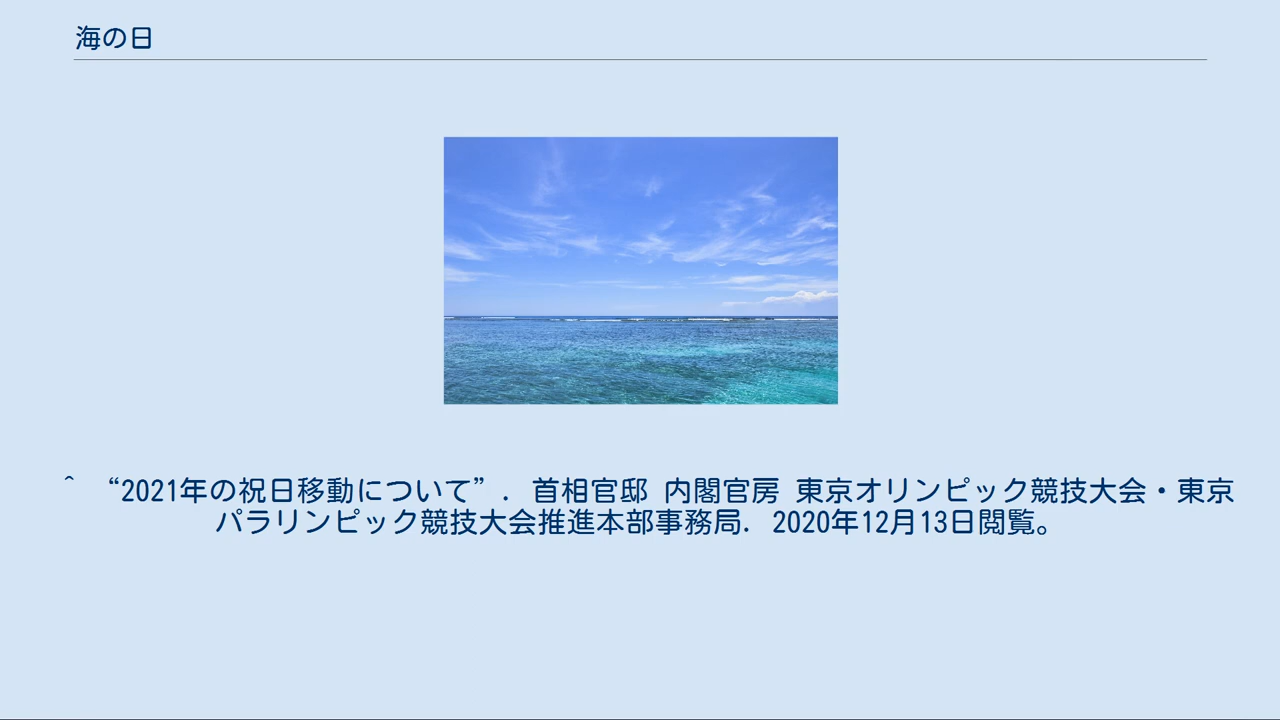 海の日
^ “2021年の祝日移動について”. 首相官邸 内閣官房 東京オリンピック競技大会・東京
パラリンピック競技大会推進本部事務局. 2020年12月13日閲覧。